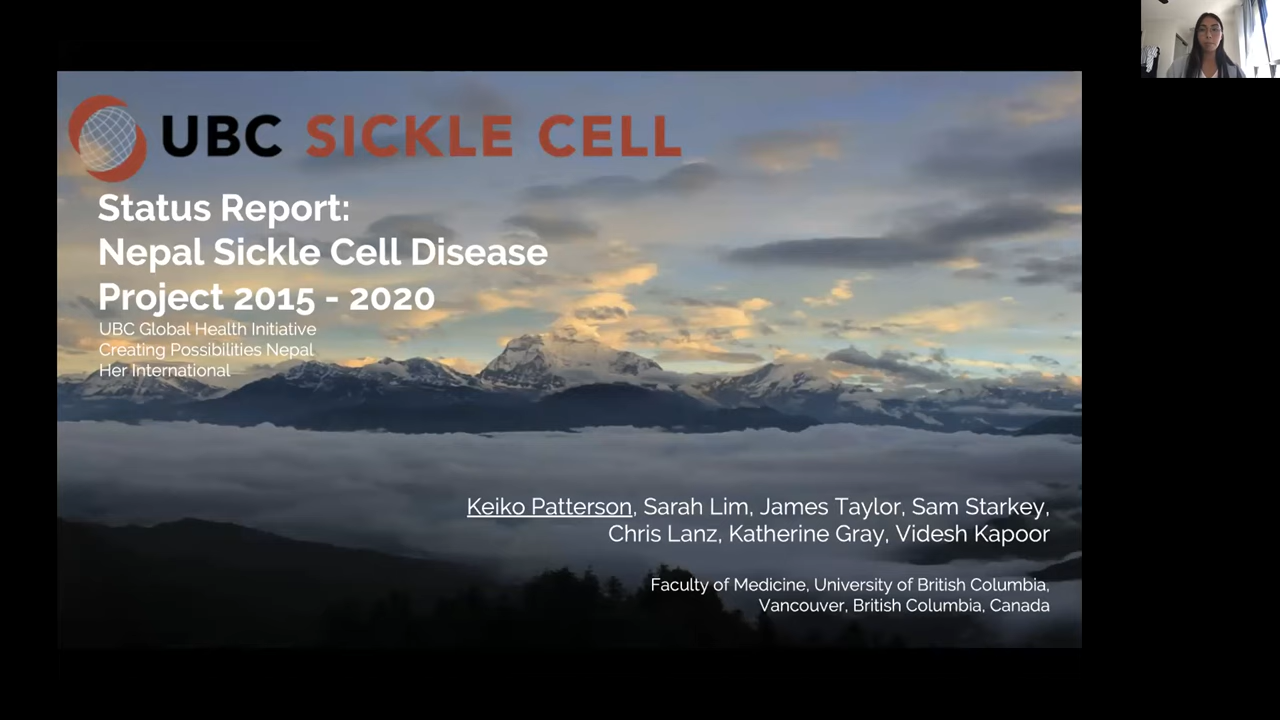 UBC SICKLE CELL
Status Report:
Nepal Sickle Cell Disease
Project 2015 - 2020
UBC Global Health Initiative
Creating Possibilities Nepal
Her International
Keiko Patterson, Sarah Lim, James Taylor, Sam Starkey,
Chris Lanz, Katherine Gray, Videsh Kapoor
Faculty of Medicine, University of British Columbia,
Vancouver, British Columbia, Canada